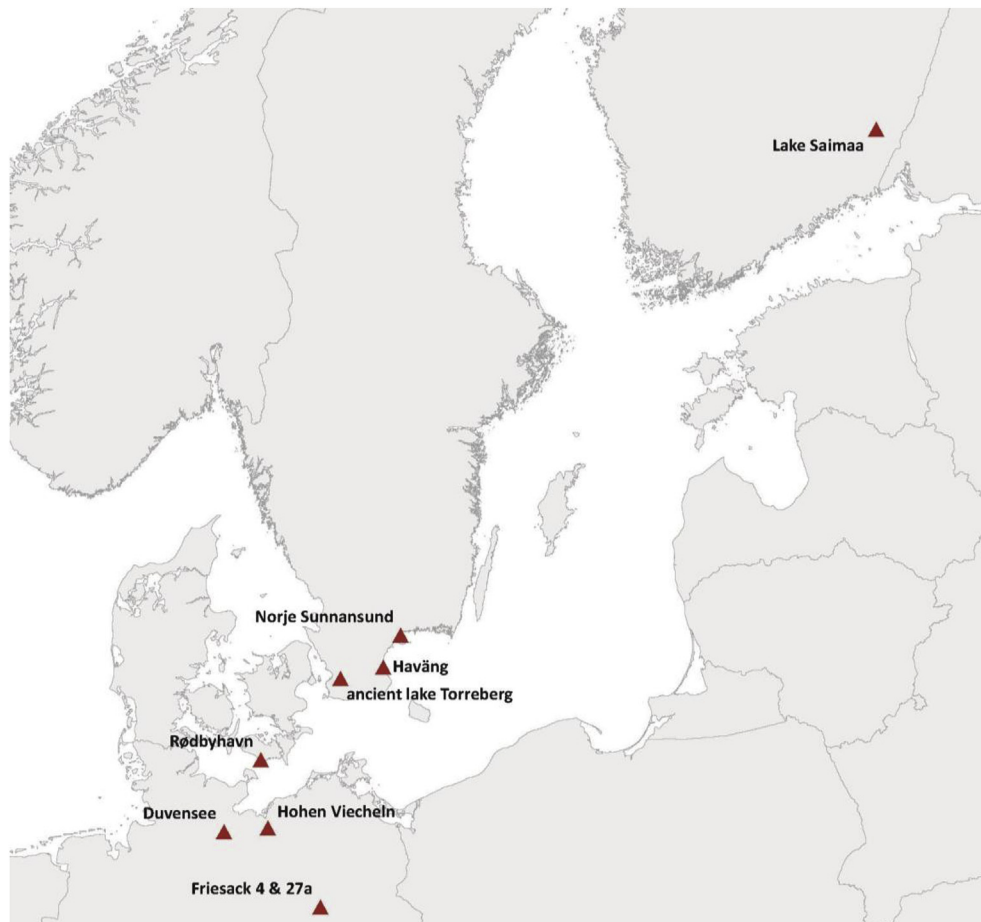 Lake Saimaa
Norje Sunnansund
Haväng
ancient lake Torreberg
Rødbyhavn
Duvensee
Hohen Viecheln
Friesack 4 & 27a